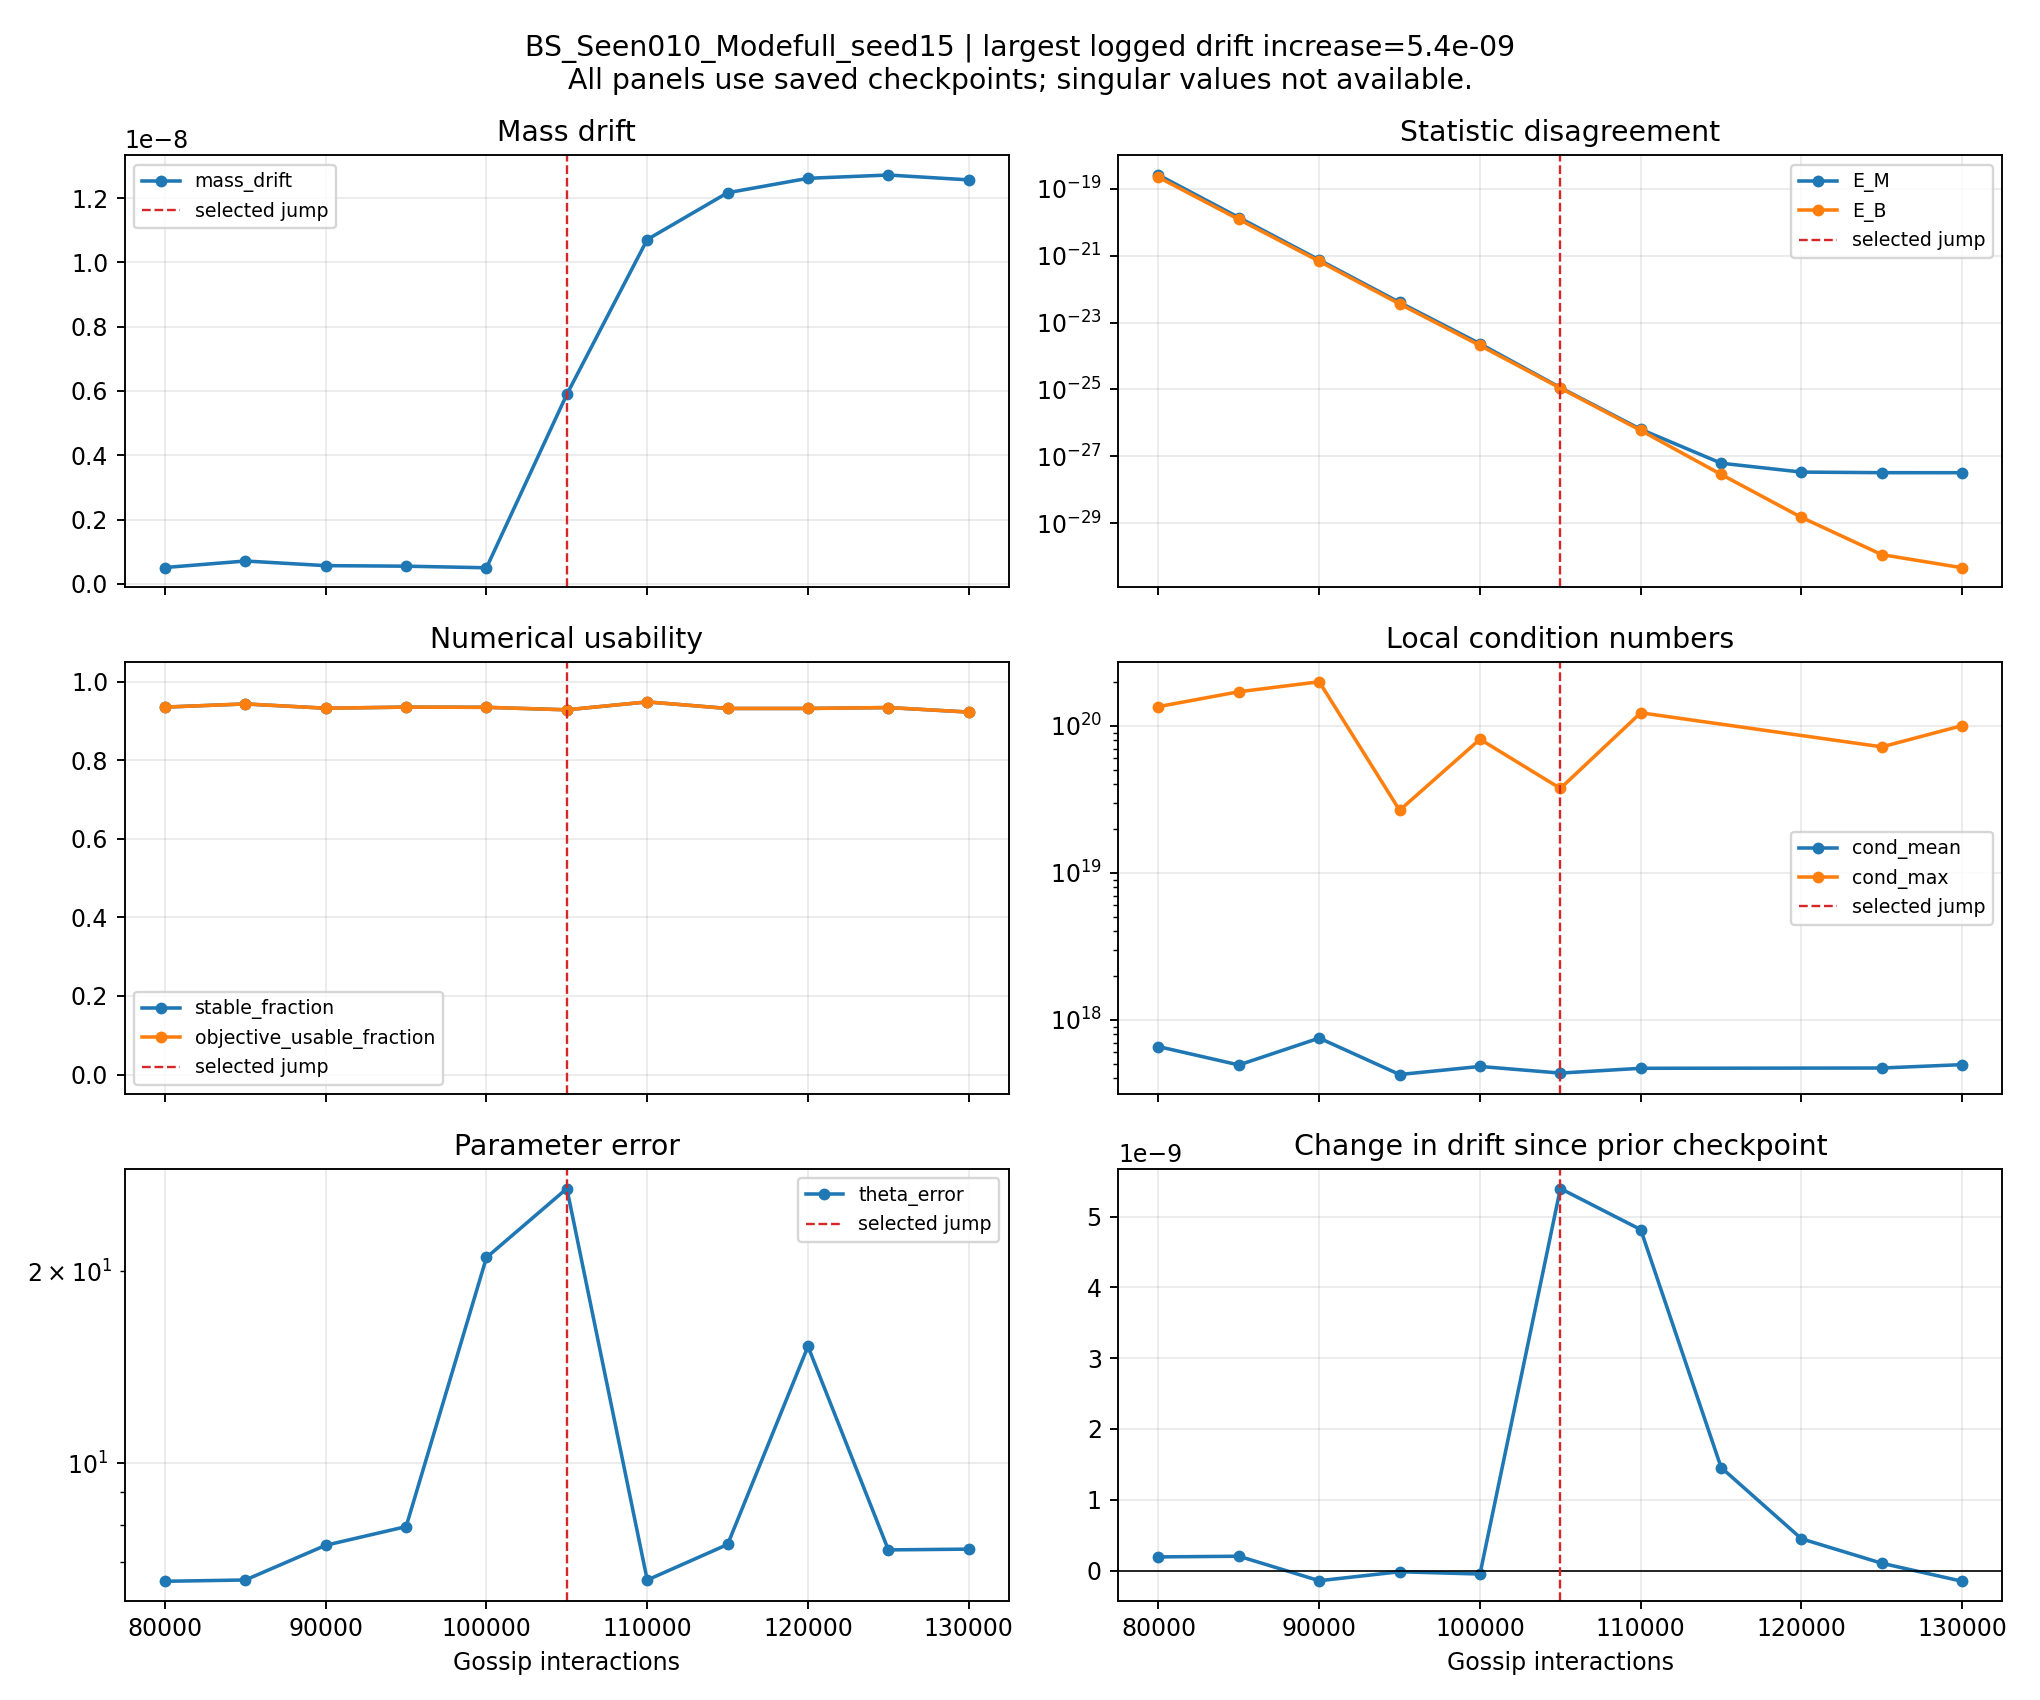 BS_Seen010_Modefull_seed15 | largest logged drift increase=5.4e-09
All panels use saved checkpoints; singular values not available.
Mass drift
1e−8
1.2
1.0
0.8
0.6
0.4
0.2
0.0
mass_drift
selected jump
Statistic disagreement
10^−19
10^−21
10^−23
10^−25
10^−27
10^−29
E_M
E_B
selected jump
Numerical usability
1.0
0.8
0.6
0.4
0.2
0.0
stable_fraction
objective_usable_fraction
selected jump
Local condition numbers
10^20
10^19
10^18
cond_mean
cond_max
selected jump
Parameter error
2 × 10^1
10^1
theta_error
selected jump
80000 90000 100000 110000 120000 130000
Gossip interactions
Change in drift since prior checkpoint
1e−9
5
4
3
2
1
0
80000 90000 100000 110000 120000 130000
Gossip interactions